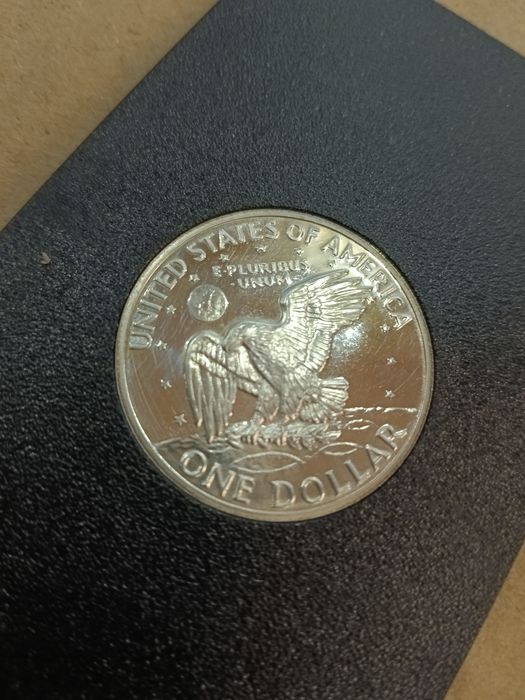 UNITED STATES OF AMERICA
E·PLURIBUS
·UNUM·
ONE DOLLAR